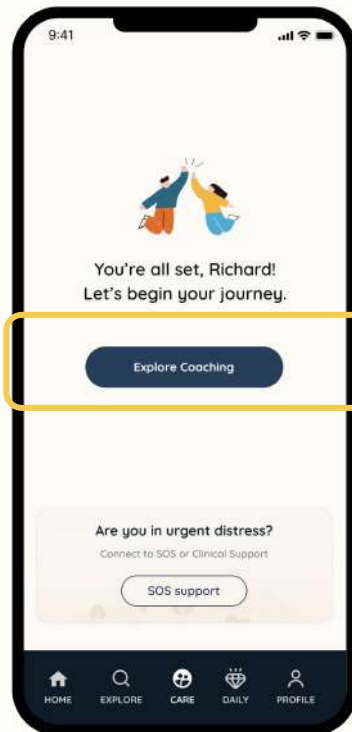 9:41
You're all set, Richard!
Let's begin your journey.
Explore Coaching
Are you in urgent distress?
Connect to SOS or Clinical Support
SOS support
HOME EXPLORE CARE DAILY PROFILE